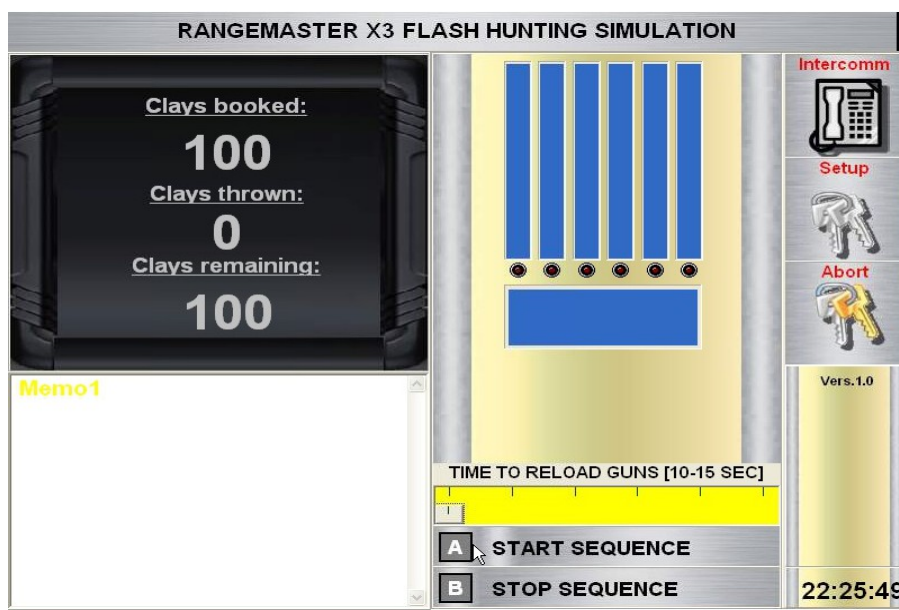 RANGEMASTER X3 FLASH HUNTING SIMULATION
Clays booked:
100
Clays thrown:
0
Clays remaining:
100
Memo1
TIME TO RELOAD GUNS [10-15 SEC]
A START SEQUENCE
B STOP SEQUENCE
Intercomm
Setup
Abort
Vers.1.0
22:25:49